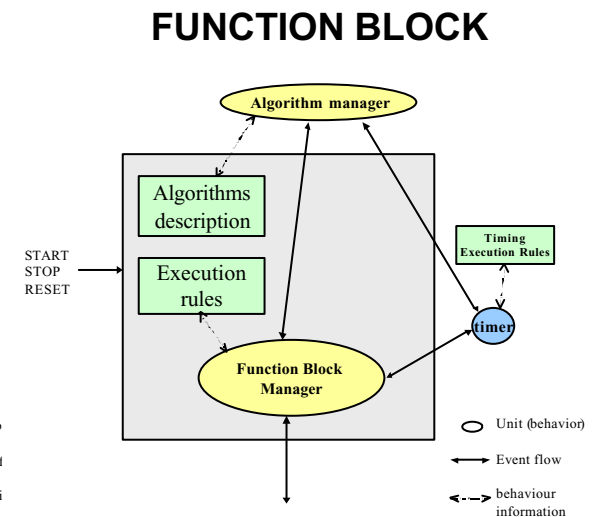 FUNCTION BLOCK
Algorithm manager
Algorithms
description
Timing
Execution Rules
START
STOP
RESET
Execution
rules
timer
Function Block
Manager
Unit (behavior)
Event flow
behaviour
information